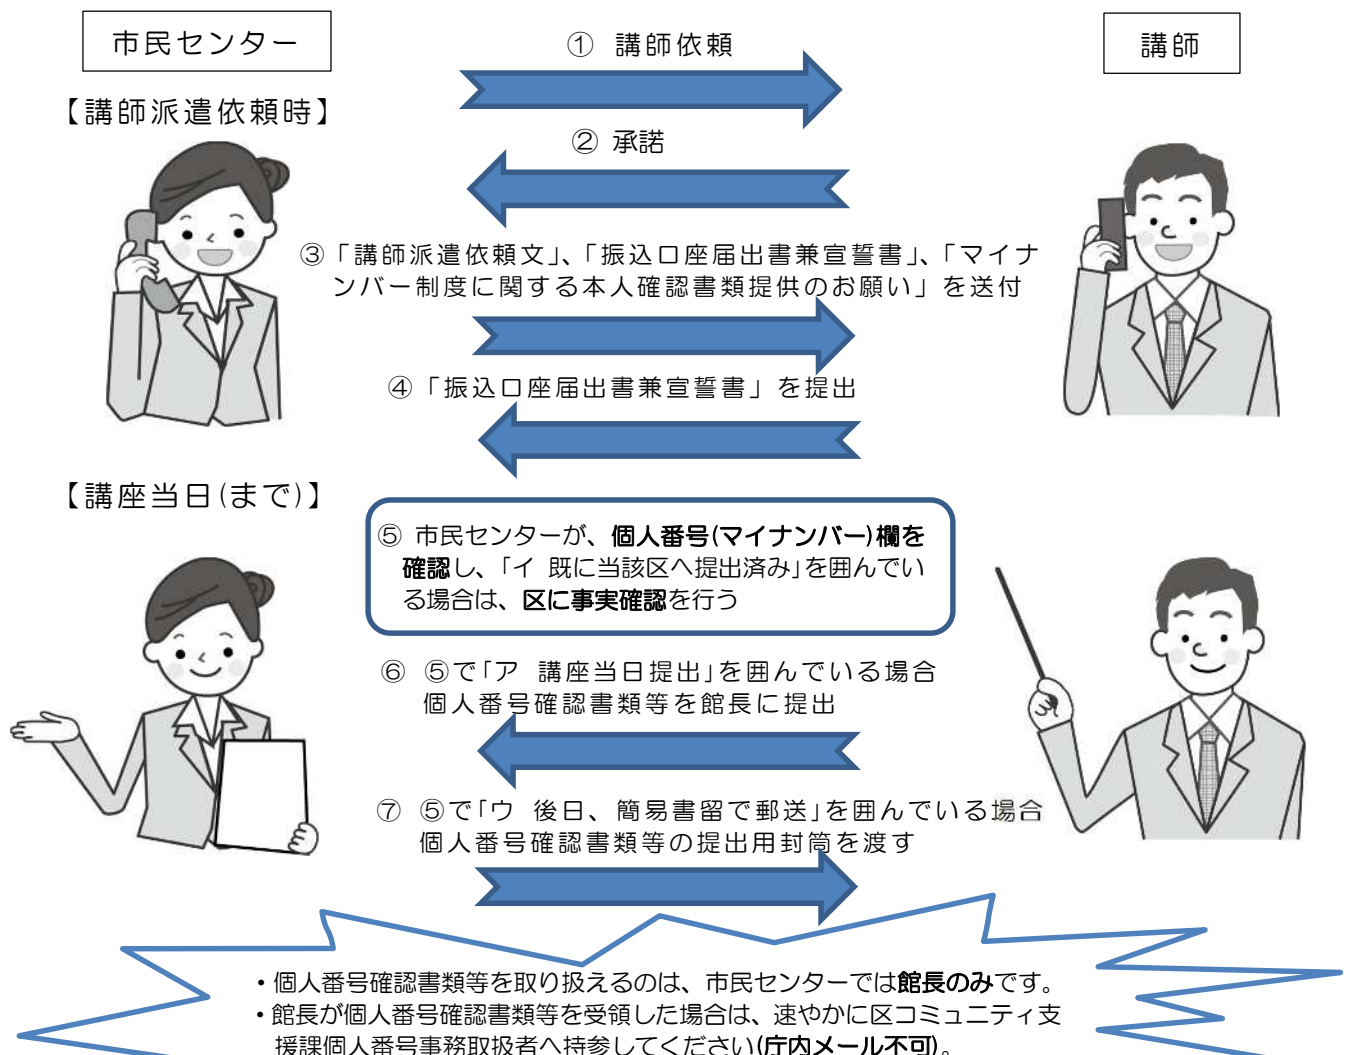 市民センター
① 講師依頼
講師
【講師派遣依頼時】
② 承諾
③「講師派遣依頼文」、「振込口座届出書兼宣誓書」、「マイナ
ンバー制度に関する本人確認書類提供のお願い」を送付
④「振込口座届出書兼宣誓書」を提出
【講座当日(まで)】
⑤ 市民センターが、個人番号(マイナンバー)欄を
確認し、「イ 既に当該区へ提出済み」を囲んでい
る場合は、区に事実確認を行う
⑥ ⑤で「ア 講座当日提出」を囲んでいる場合
個人番号確認書類等を館長に提出
⑦ ⑤で「ウ 後日、簡易書留で郵送」を囲んでいる場合
個人番号確認書類等の提出用封筒を渡す
・個人番号確認書類等を取り扱えるのは、市民センターでは館長のみです。
・館長が個人番号確認書類等を受領した場合は、速やかに区コミュニティ支
援課個人番号事務取扱者へ持参してください(庁内メール不可)。